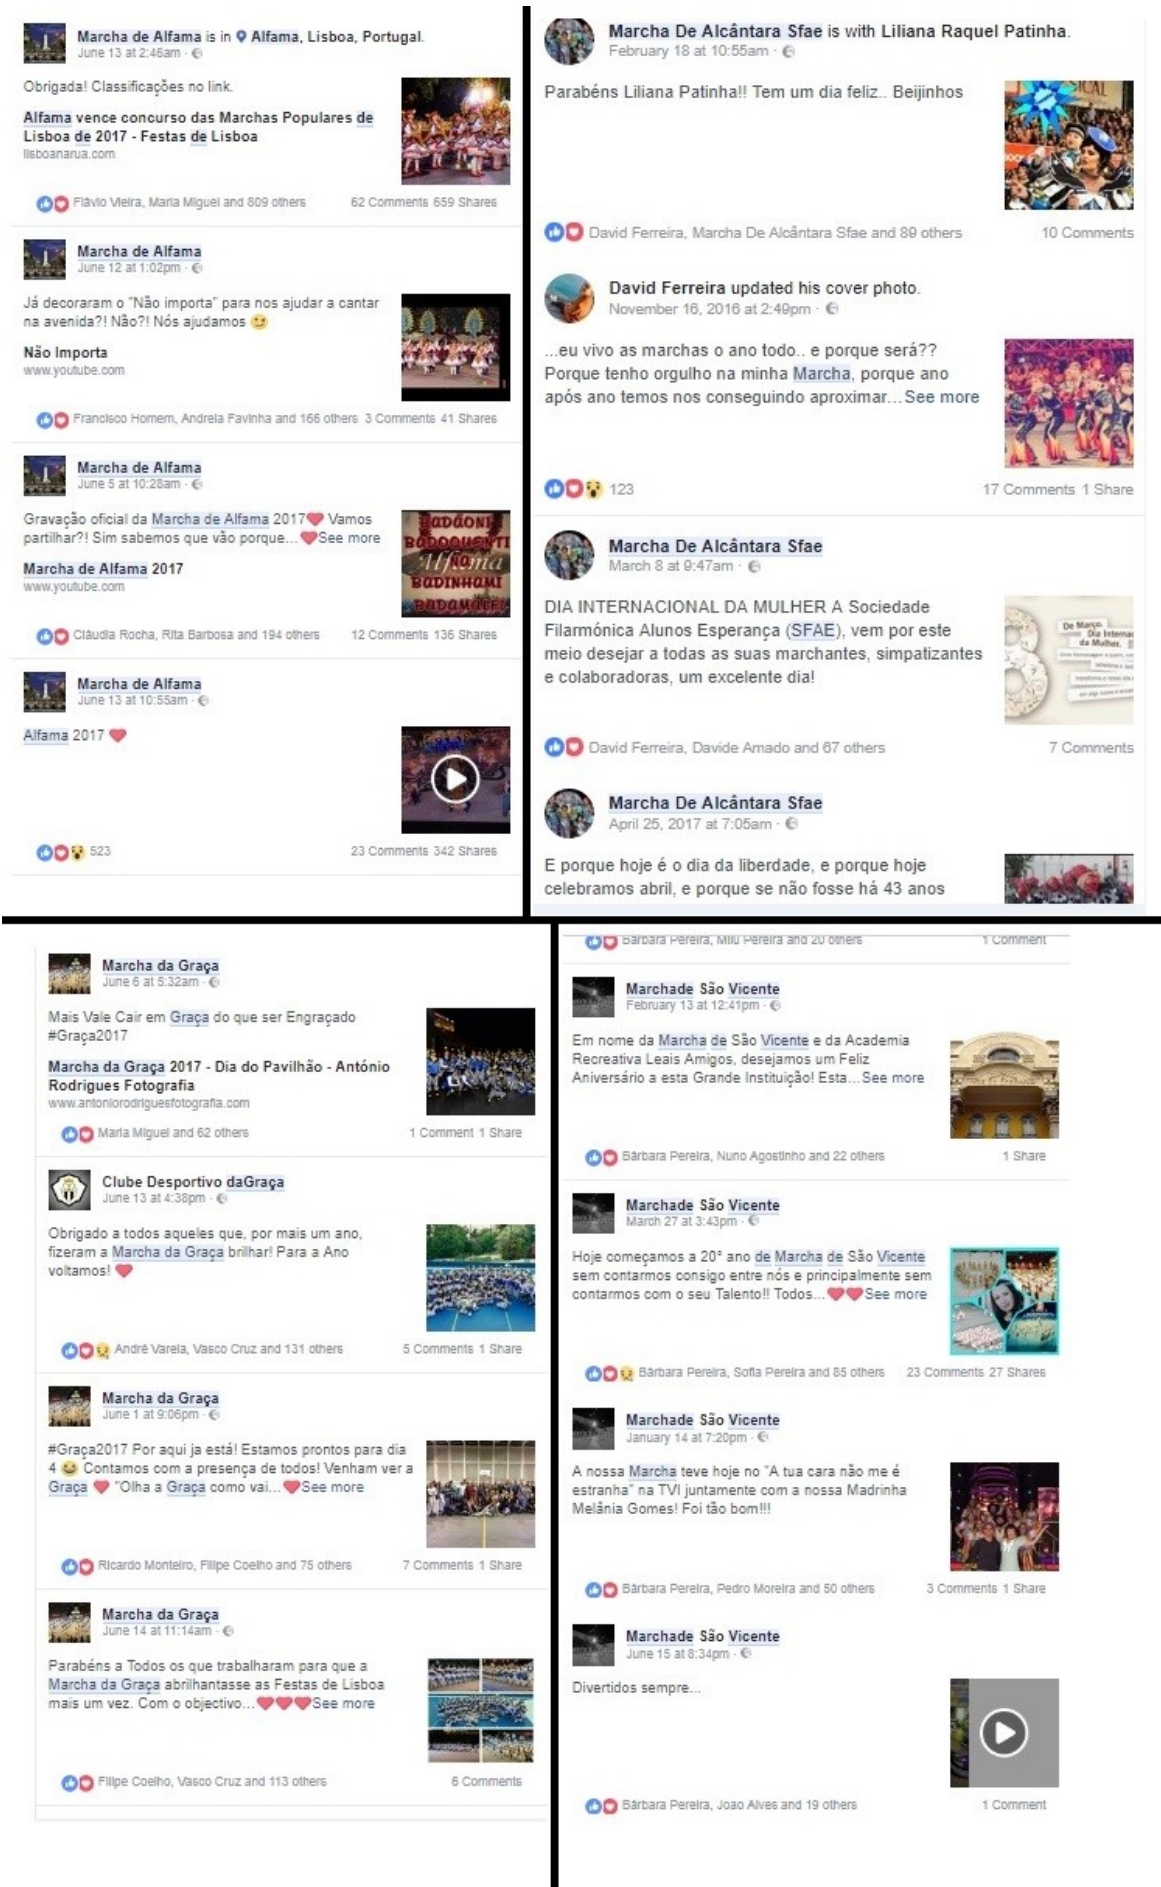 Marcha de Alfama is in Alfama, Lisboa, Portugal.
June 13 at 2:46am ·
Obrigada! Classificações no link.
Alfama vence concurso das Marchas Populares de
Lisboa de 2017 - Festas de Lisboa
lisboanarua.com
Flávio Vieira, Maria Miguel and 809 others 62 Comments 659 Shares
Marcha de Alfama
June 12 at 1:02pm ·
Já decoraram o "Não importa" para nos ajudar a cantar
na avenida?! Não?! Nós ajudamos 😉
Não Importa
www.youtube.com
Francisco Homem, Andreia Favinha and 166 others 3 Comments 41 Shares
Marcha de Alfama
June 5 at 10:28am ·
Gravação oficial da Marcha de Alfama 2017❤ Vamos
partilhar?! Sim sabemos que vão porque... ❤See more
BADAONI
BADOQUENTI
Alfama
NA
BADINHAMI
BADAMALFI
Marcha de Alfama 2017
www.youtube.com
Cláudia Rocha, Rita Barbosa and 194 others 12 Comments 136 Shares
Marcha de Alfama
June 13 at 10:55am ·
Alfama 2017 ❤
523 23 Comments 342 Shares
Marcha De Alcântara Sfae is with Liliana Raquel Patinha.
February 18 at 10:55am ·
Parabéns Liliana Patinha!! Tem um dia feliz.. Beijinhos
David Ferreira, Marcha De Alcântara Sfae and 89 others 10 Comments
David Ferreira updated his cover photo.
November 16, 2016 at 2:49pm ·
...eu vivo as marchas o ano todo.. e porque será??
Porque tenho orgulho na minha Marcha, porque ano
após ano temos nos conseguindo aproximar... See more
123 17 Comments 1 Share
Marcha De Alcântara Sfae
March 8 at 9:47am ·
DIA INTERNACIONAL DA MULHER A Sociedade
Filarmónica Alunos Esperança (SFAE), vem por este
meio desejar a todas as suas marchantes, simpatizantes
e colaboradoras, um excelente dia!
De Março.
Dia Interna
da Mulher.
David Ferreira, Davide Amado and 67 others 7 Comments
Marcha De Alcântara Sfae
April 25, 2017 at 7:05am ·
E porque hoje é o dia da liberdade, e porque hoje
celebramos abril, e porque se não fosse há 43 anos
Marcha da Graça
June 6 at 5:32am ·
Mais Vale Cair em Graça do que ser Engraçado
#Graça2017
Marcha da Graça 2017 - Dia do Pavilhão - António
Rodrigues Fotografia
www.antoniorodriguesfotografia.com
Maria Miguel and 62 others 1 Comment 1 Share
Clube Desportivo daGraça
June 13 at 4:38pm ·
Obrigado a todos aqueles que, por mais um ano,
fizeram a Marcha da Graça brilhar! Para a Ano
voltamos! ❤
André Varela, Vasco Cruz and 131 others 5 Comments 1 Share
Marcha da Graça
June 1 at 9:06pm ·
#Graça2017 Por aqui ja está! Estamos prontos para dia
4 😄 Contamos com a presença de todos! Venham ver a
Graça ❤ "Olha a Graça como vai... ❤See more
Ricardo Monteiro, Filipe Coelho and 75 others 7 Comments 1 Share
Marcha da Graça
June 14 at 11:14am ·
Parabéns a Todos os que trabalharam para que a
Marcha da Graça abrilhantasse as Festas de Lisboa
mais um vez. Com o objectivo... ❤❤❤See more
Filipe Coelho, Vasco Cruz and 113 others 6 Comments
Bárbara Pereira, Milú Pereira and 20 others 1 Comment
Marchade São Vicente
February 13 at 12:41pm ·
Em nome da Marcha de São Vicente e da Academia
Recreativa Leais Amigos, desejamos um Feliz
Aniversário a esta Grande Instituição! Esta... See more
Bárbara Pereira, Nuno Agostinho and 22 others 1 Share
Marchade São Vicente
March 27 at 3:43pm ·
Hoje começamos a 20° ano de Marcha de São Vicente
sem contarmos consigo entre nós e principalmente sem
contarmos com o seu Talento!! Todos... ❤❤See more
Bárbara Pereira, Sofia Pereira and 85 others 23 Comments 27 Shares
Marchade São Vicente
January 14 at 7:20pm ·
A nossa Marcha teve hoje no "A tua cara não me é
estranha" na TVI juntamente com a nossa Madrinha
Melânia Gomes! Foi tão bom!!!
Bárbara Pereira, Pedro Moreira and 50 others 3 Comments 1 Share
Marchade São Vicente
June 15 at 8:34pm ·
Divertidos sempre...
Bárbara Pereira, Joao Alves and 19 others 1 Comment